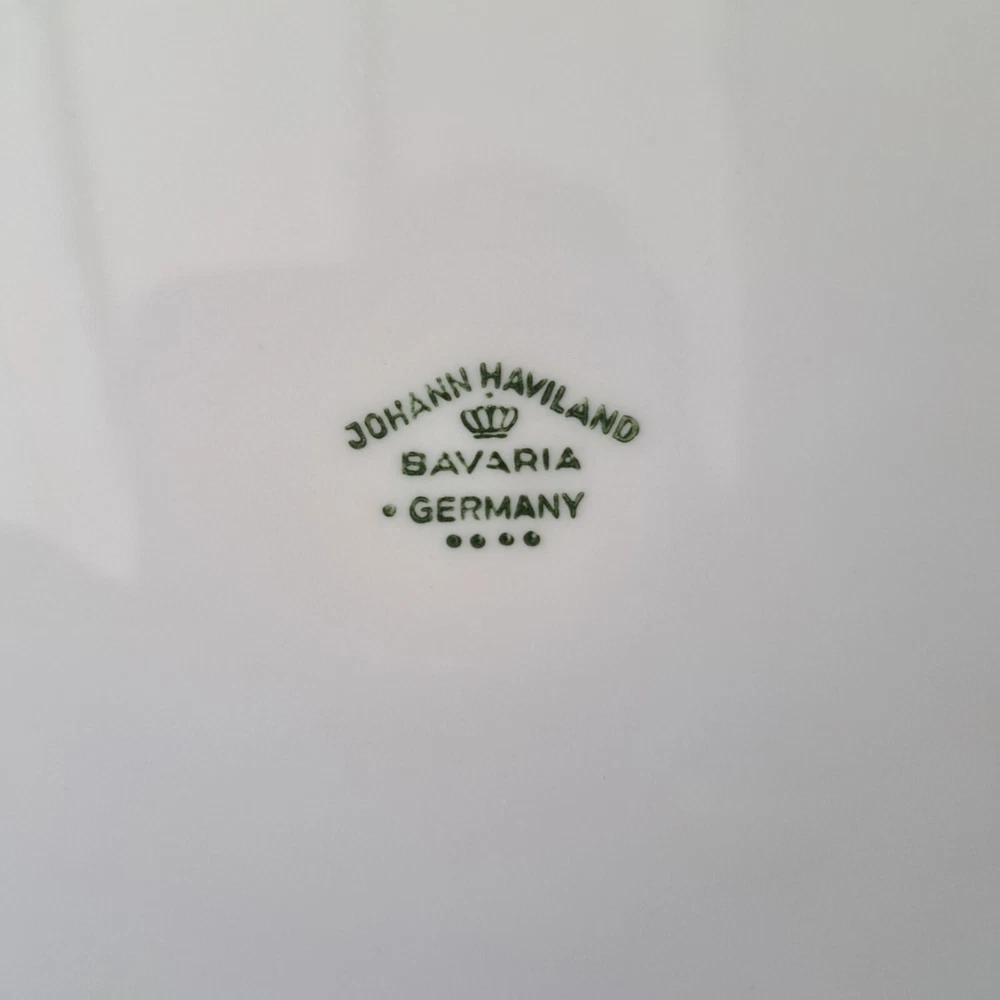 JOHANN HAVILAND
BAVARIA
• GERMANY
••••